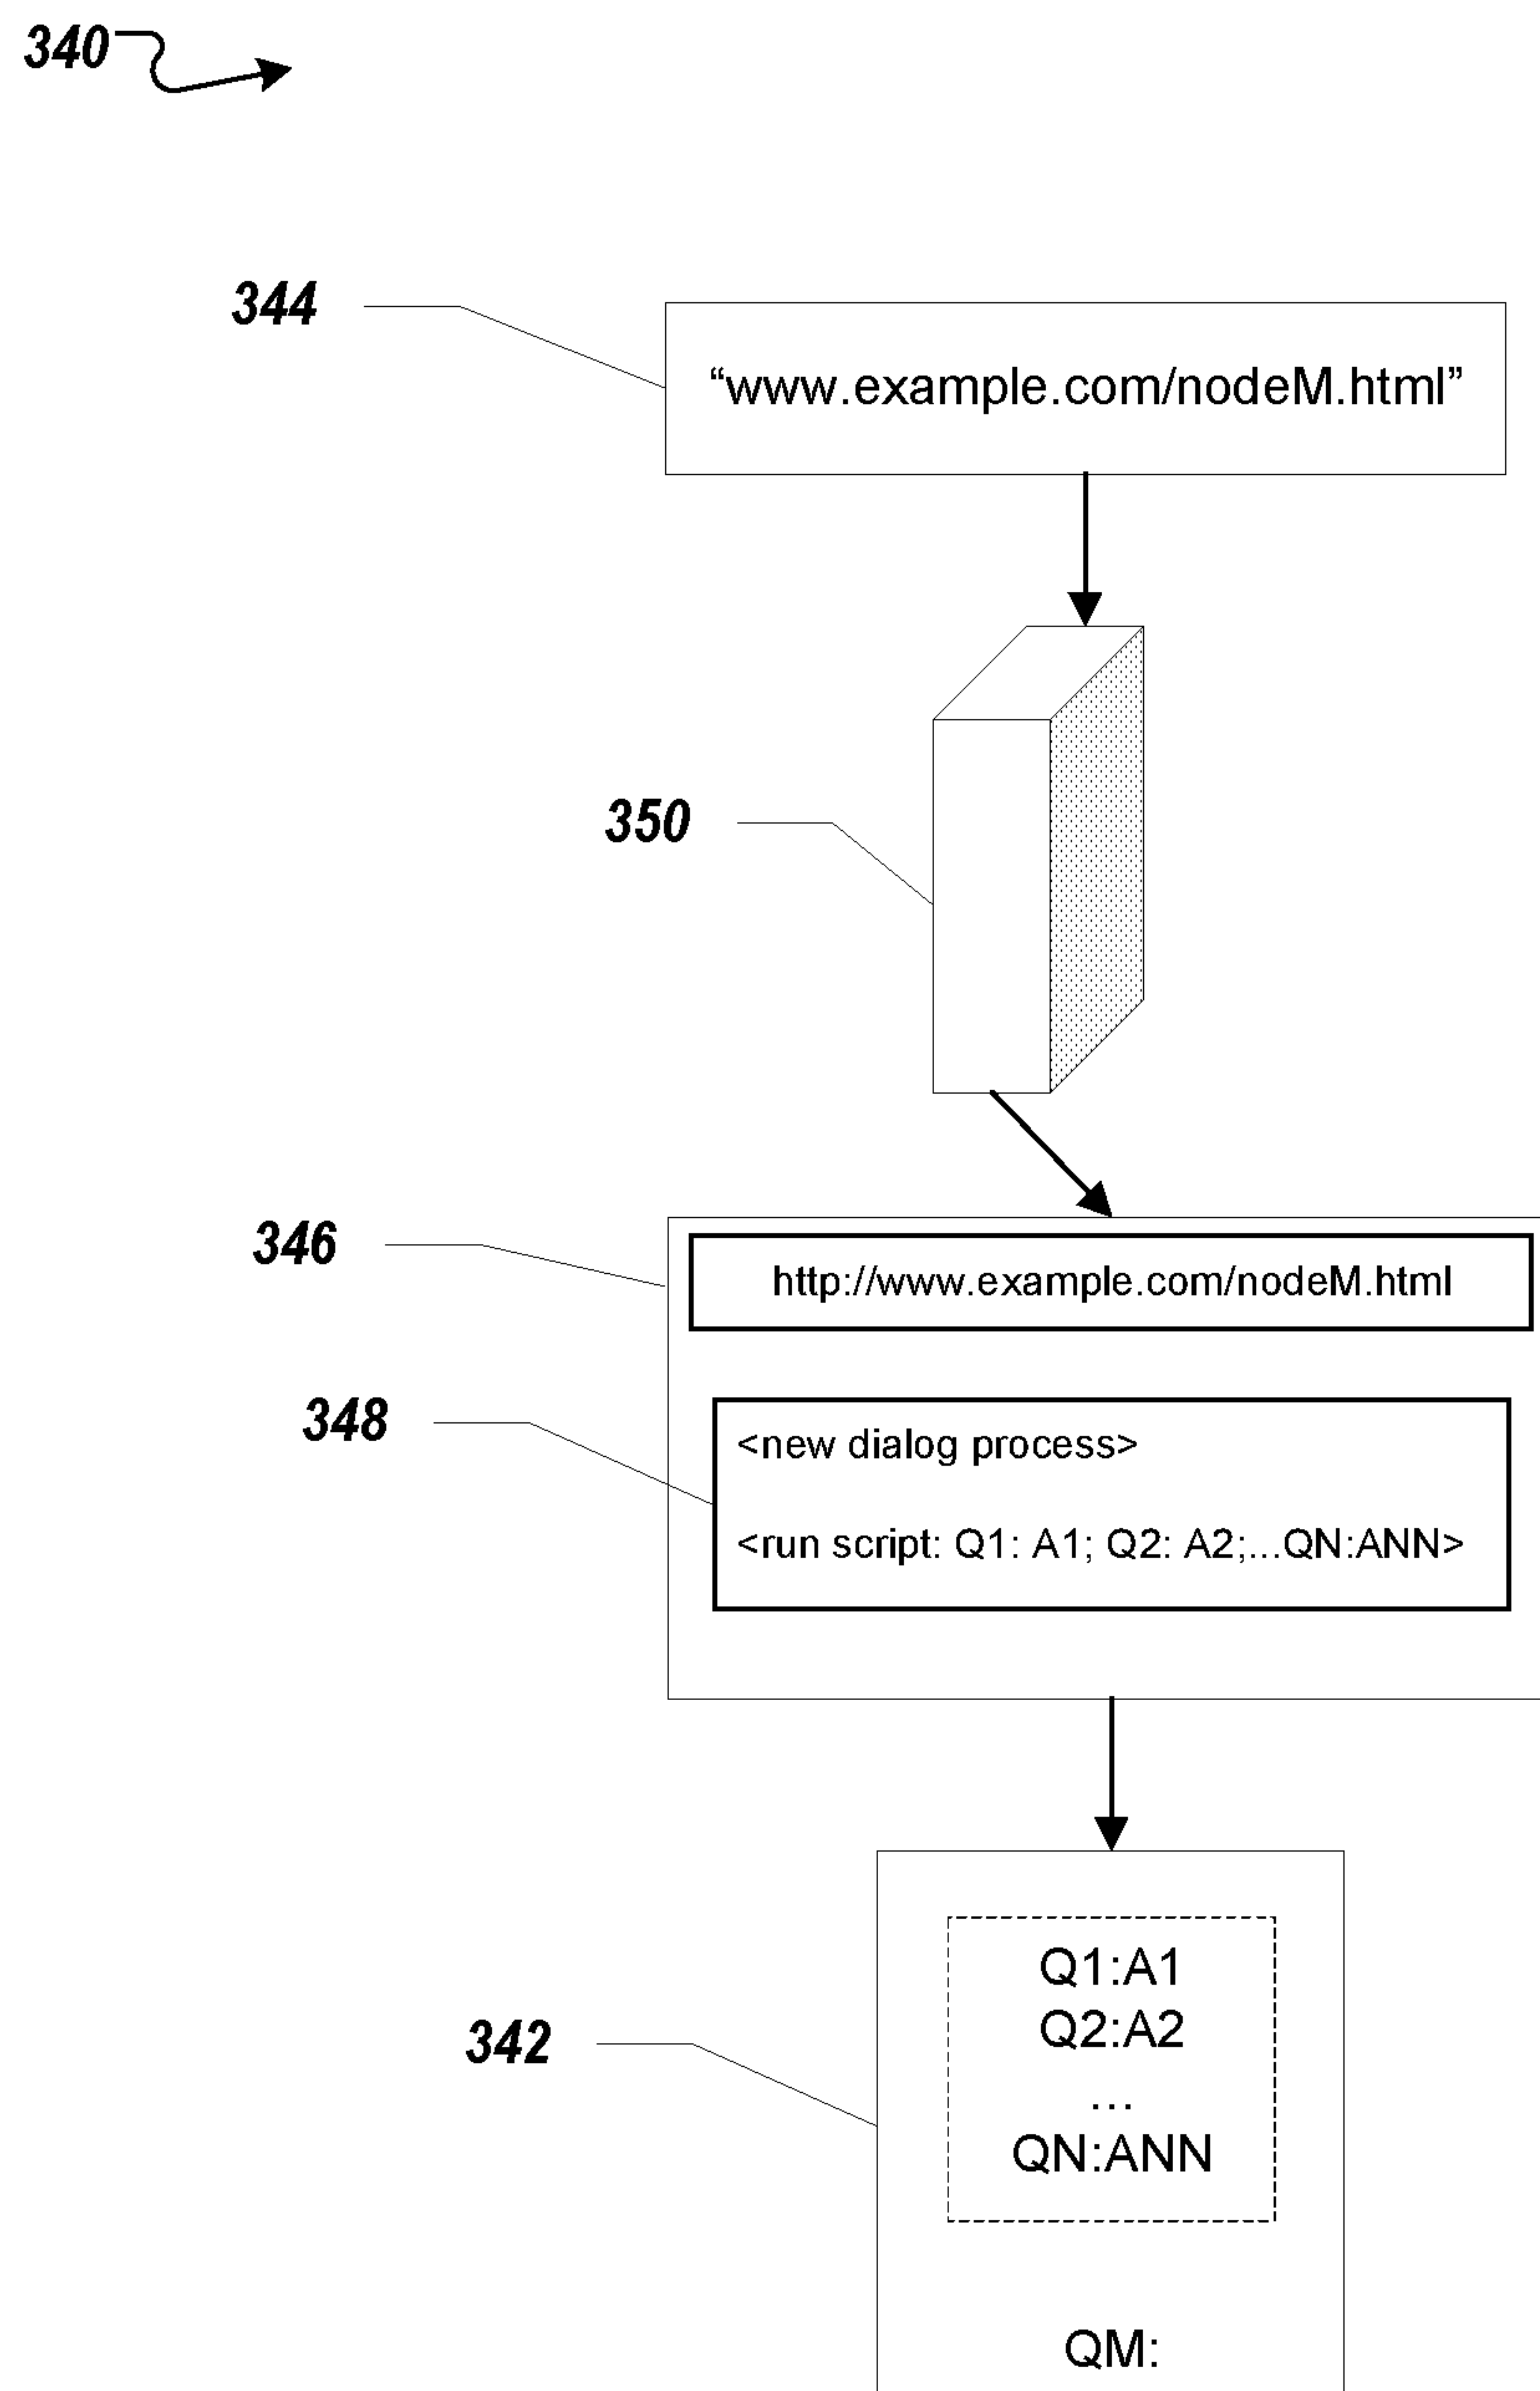 340
344
“www.example.com/nodeM.html”
350
346
http://www.example.com/nodeM.html
348
<new dialog process>
<run script: Q1: A1; Q2: A2;...QN:ANN>
342
Q1:A1
Q2:A2
...
QN:ANN
QM: